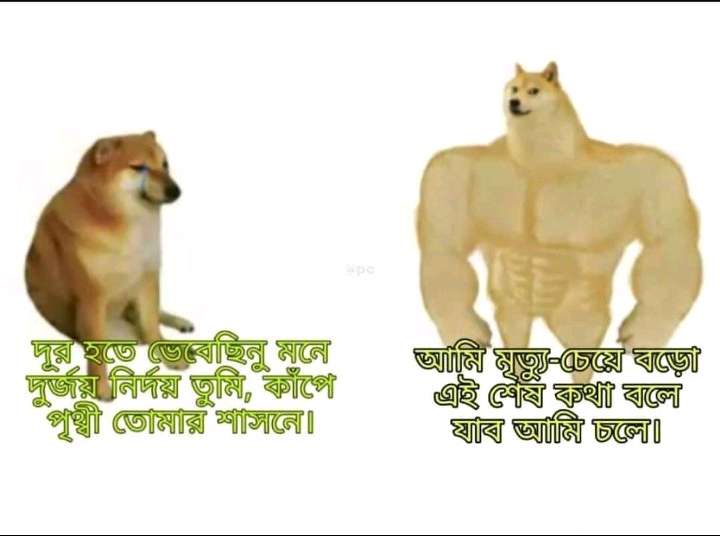 দূর হতে ভেবেছিনু মনে
দুর্জয় নির্দয় তুমি, কাঁপে
পৃথ্বী তোমার শাসনে।
আমি মৃত্যু-চেয়ে বড়ো
এই শেষ কথা বলে
যাব আমি চলে।